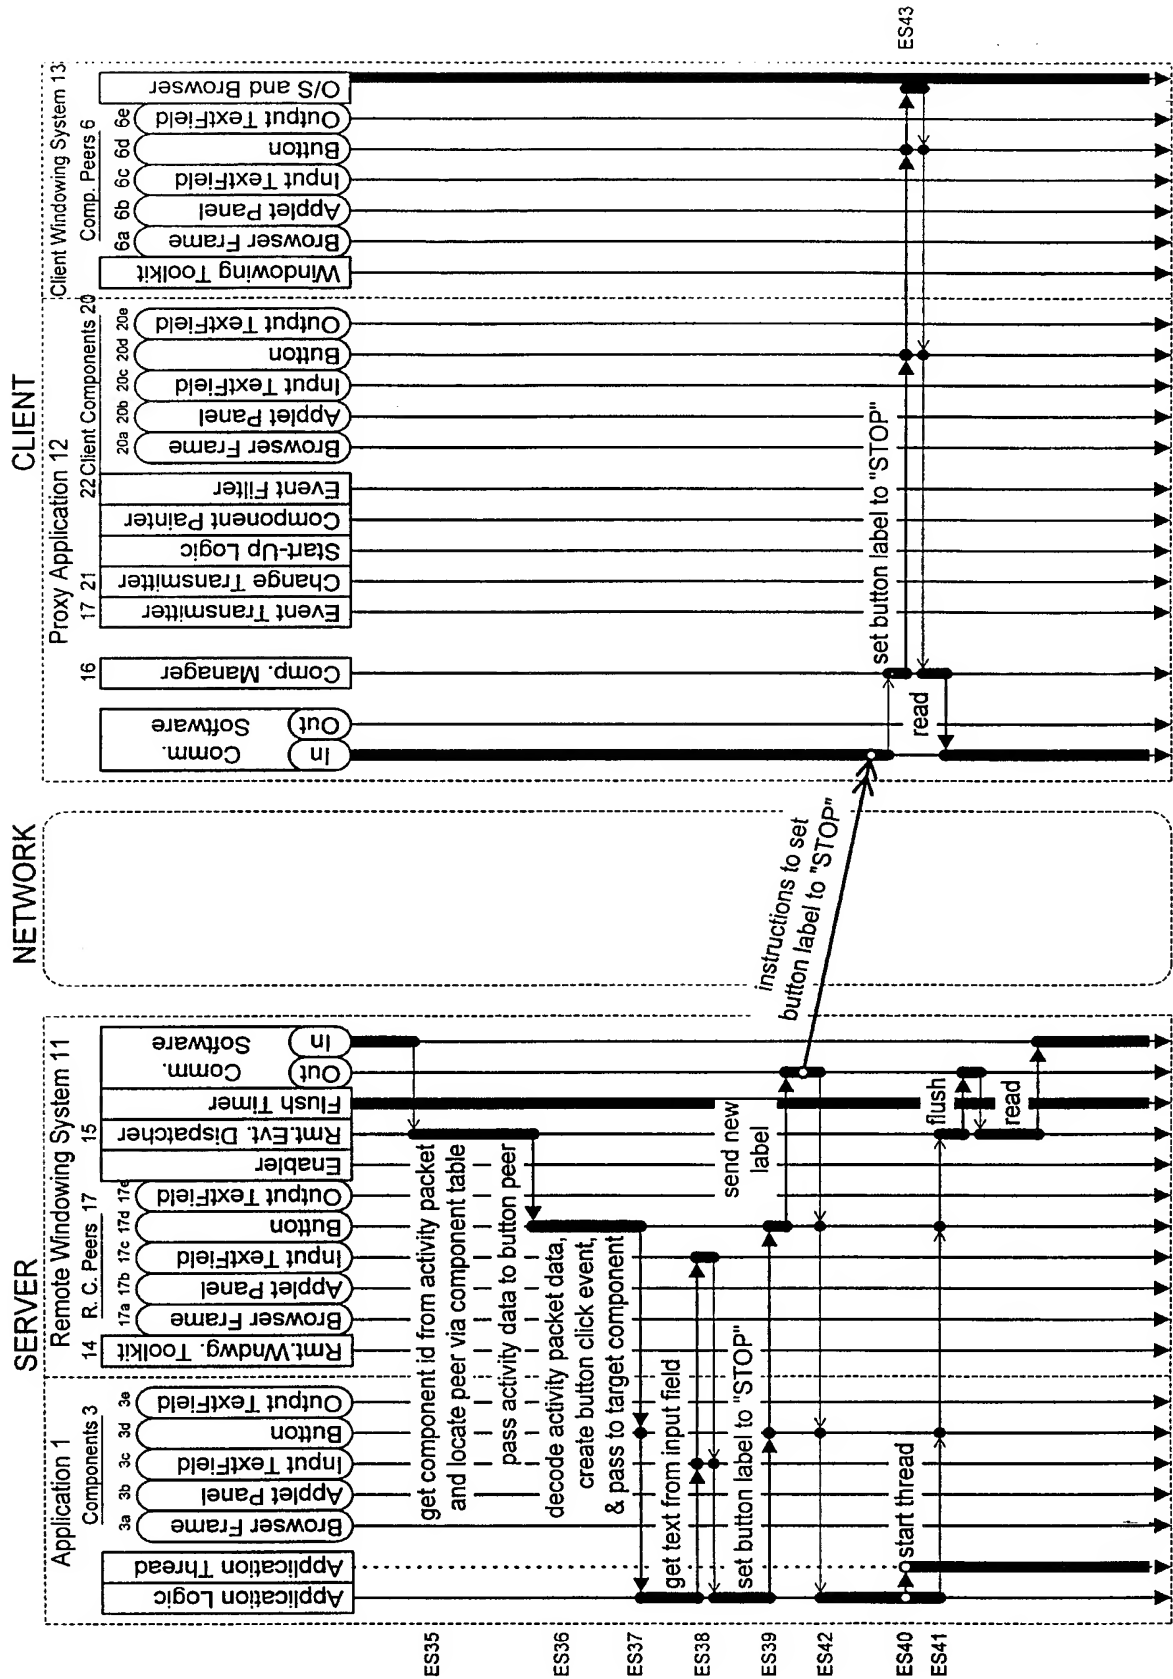 SERVER
NETWORK
CLIENT
Application 1
Components 3
3a 3b 3c 3d 3e
Application Logic
Application Thread
Browser Frame
Applet Panel
Input TextField
Button
Output TextField
Remote Windowing System 11
14 R. C. Peers 17 15
17a 17b 17c 17d 17e
Rmt.Wndwg. Toolkit
Browser Frame
Applet Panel
Input TextField
Button
Output TextField
Enabler
Rmt.Evt. Dispatcher
Flush Timer
Comm.
Software
Out
In
Proxy Application 12
Comm.
Software
In
Out
16
Comp. Manager
17 21 22
Event Transmitter
Change Transmitter
Start-Up Logic
Component Painter
Event Filter
Client Components 20
20a 20b 20c 20d 20e
Browser Frame
Applet Panel
Input TextField
Button
Output TextField
Client Windowing System 13
Comp. Peers 6
6a 6b 6c 6d 6e
Windowing Toolkit
Browser Frame
Applet Panel
Input TextField
Button
Output TextField
O/S and Browser
ES35
get component id from activity packet
and locate peer via component table
pass activity data to button peer
ES36
decode activity packet data,
create button click event,
& pass to target component
ES37
get text from input field
ES38
set button label to "STOP"
ES39
send new
label
ES42
instructions to set
button label to "STOP"
ES40
start thread
ES41
flush
read
set button label to "STOP"
read
ES43